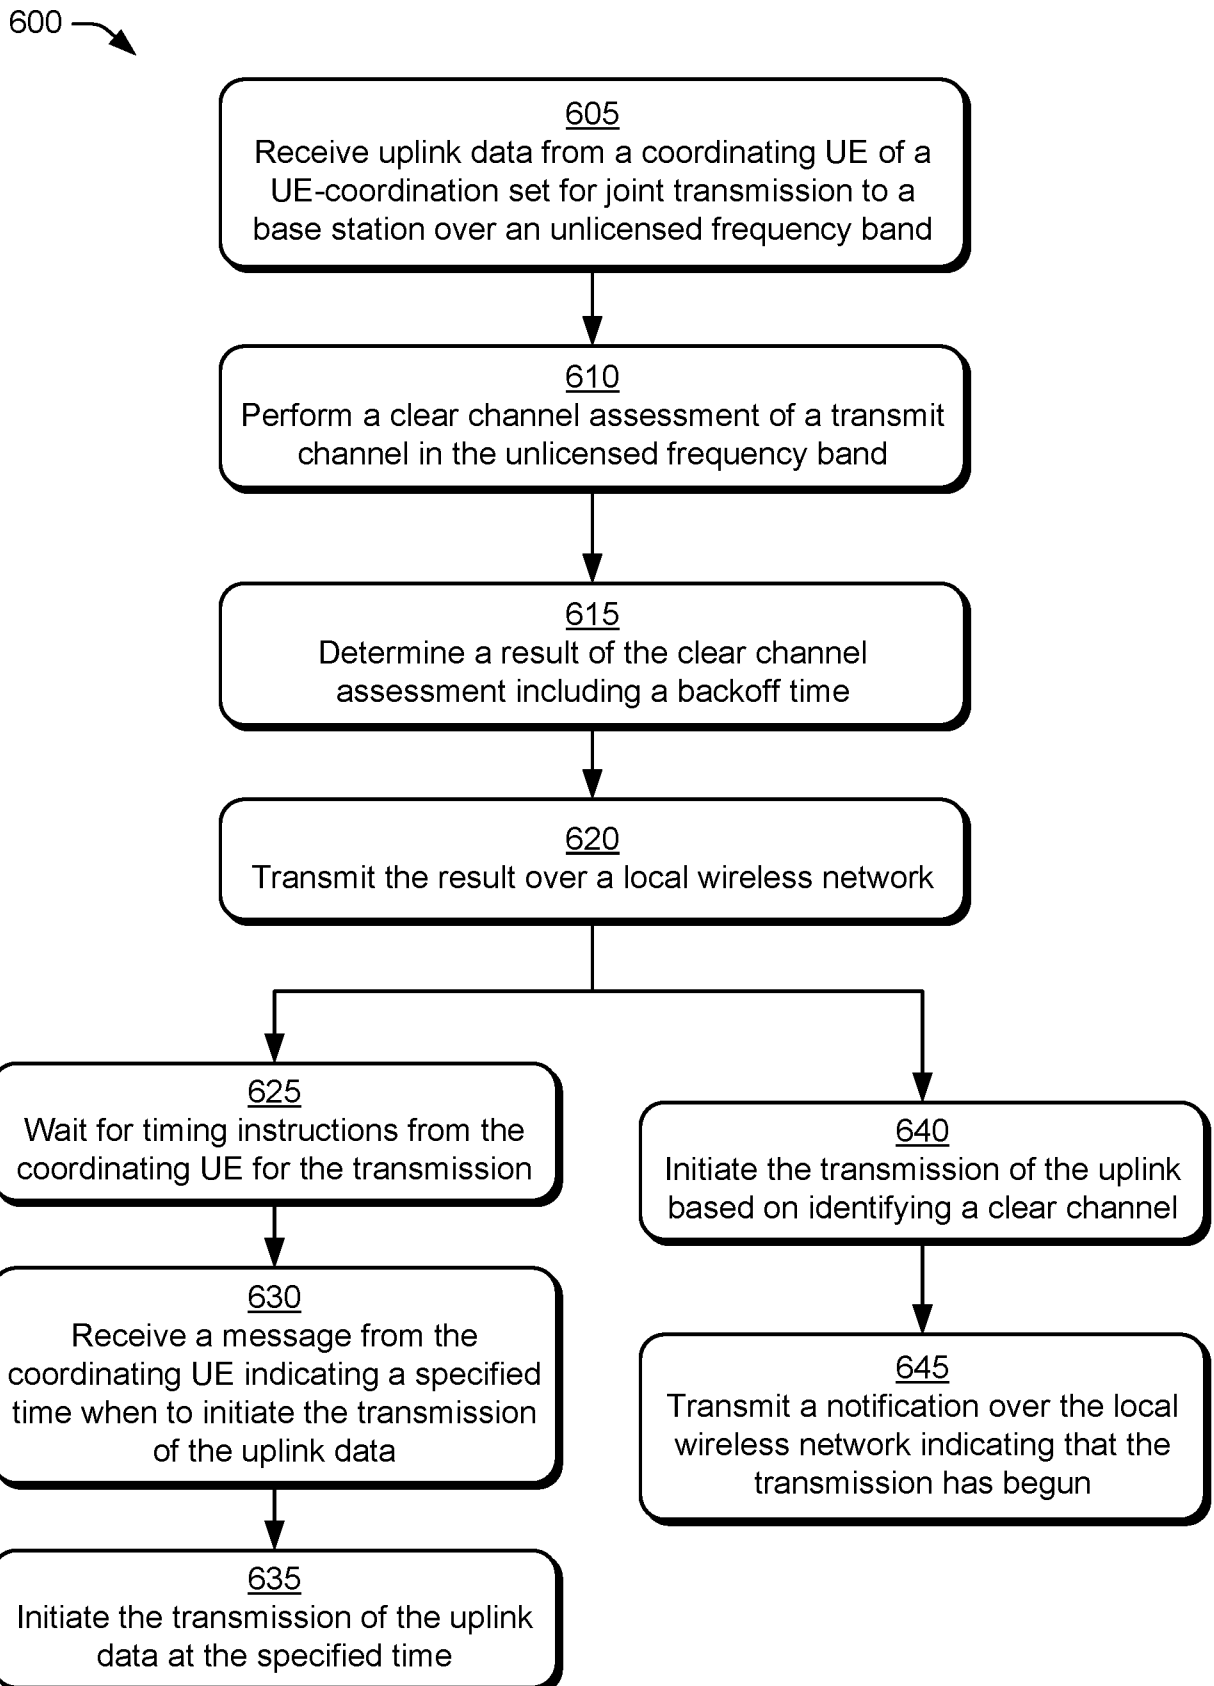 600
605
Receive uplink data from a coordinating UE of a
UE-coordination set for joint transmission to a
base station over an unlicensed frequency band
610
Perform a clear channel assessment of a transmit
channel in the unlicensed frequency band
615
Determine a result of the clear channel
assessment including a backoff time
620
Transmit the result over a local wireless network
625
Wait for timing instructions from the
coordinating UE for the transmission
630
Receive a message from the
coordinating UE indicating a specified
time when to initiate the transmission
of the uplink data
635
Initiate the transmission of the uplink
data at the specified time
640
Initiate the transmission of the uplink
based on identifying a clear channel
645
Transmit a notification over the local
wireless network indicating that the
transmission has begun